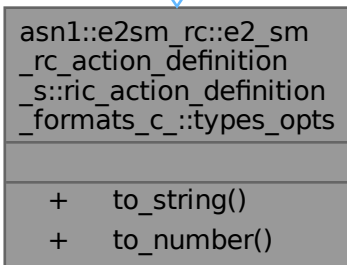 asn1::e2sm_rc::e2_sm
_rc_action_definition
_s::ric_action_definition
_formats_c_::types_opts
+ to_string()
+ to_number()